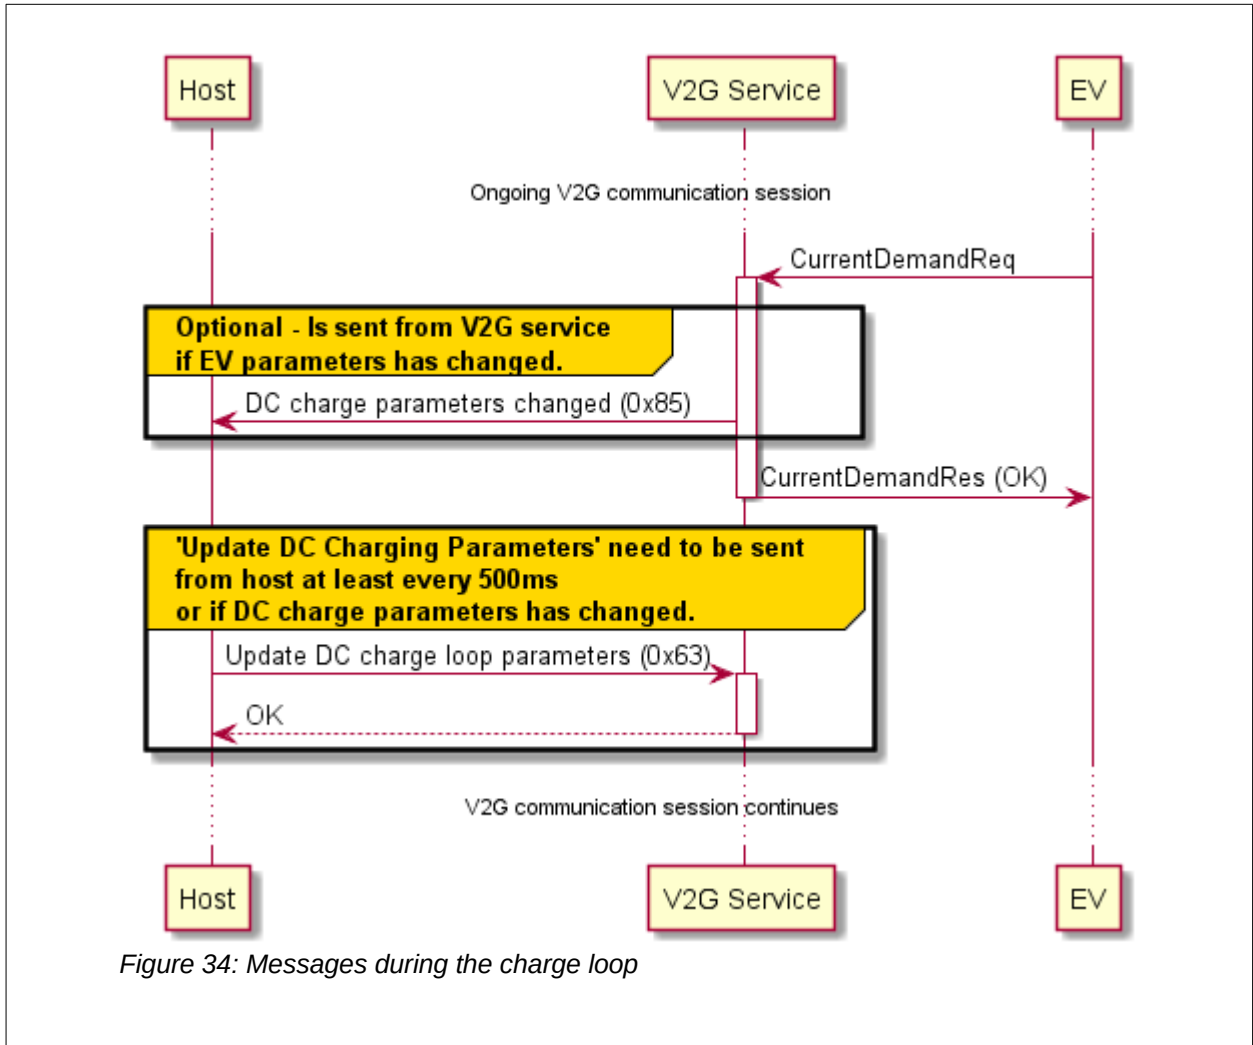 Host
V2G Service
EV
Ongoing V2G communication session
CurrentDemandReq
Optional - Is sent from V2G service
if EV parameters has changed.
DC charge parameters changed (0x85)
CurrentDemandRes (OK)
'Update DC Charging Parameters' need to be sent
from host at least every 500ms
or if DC charge parameters has changed.
Update DC charge loop parameters (0x63)
OK
V2G communication session continues
Host
V2G Service
EV
Figure 34: Messages during the charge loop